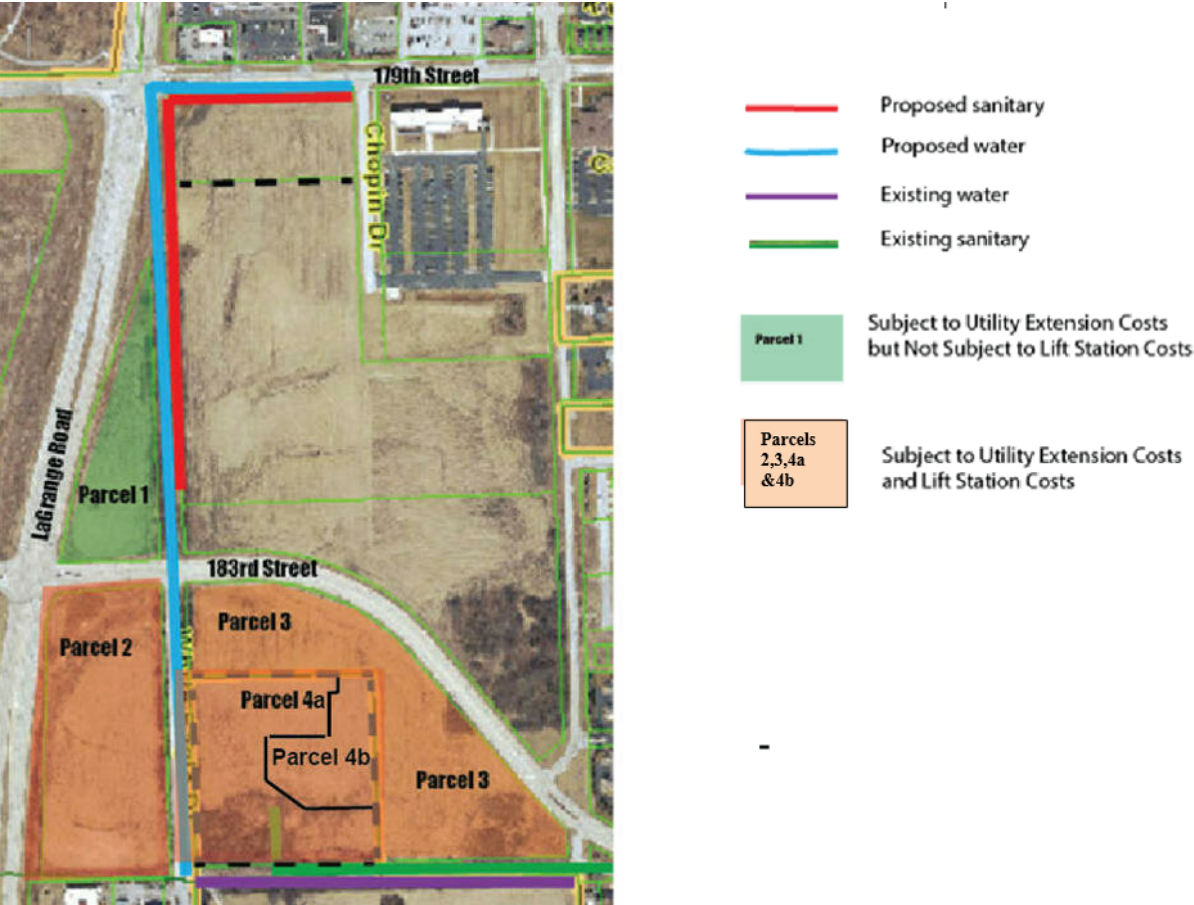 179th Street
Chopin Dr
C
LaGrange Road
Parcel 1
183rd Street
Parcel 2
Parcel 3
Parcel 4a
Parcel 4b
Parcel 3
Proposed sanitary
Proposed water
Existing water
Existing sanitary
Parcel 1
Subject to Utility Extension Costs
but Not Subject to Lift Station Costs
Parcels
2,3,4a
&4b
Subject to Utility Extension Costs
and Lift Station Costs